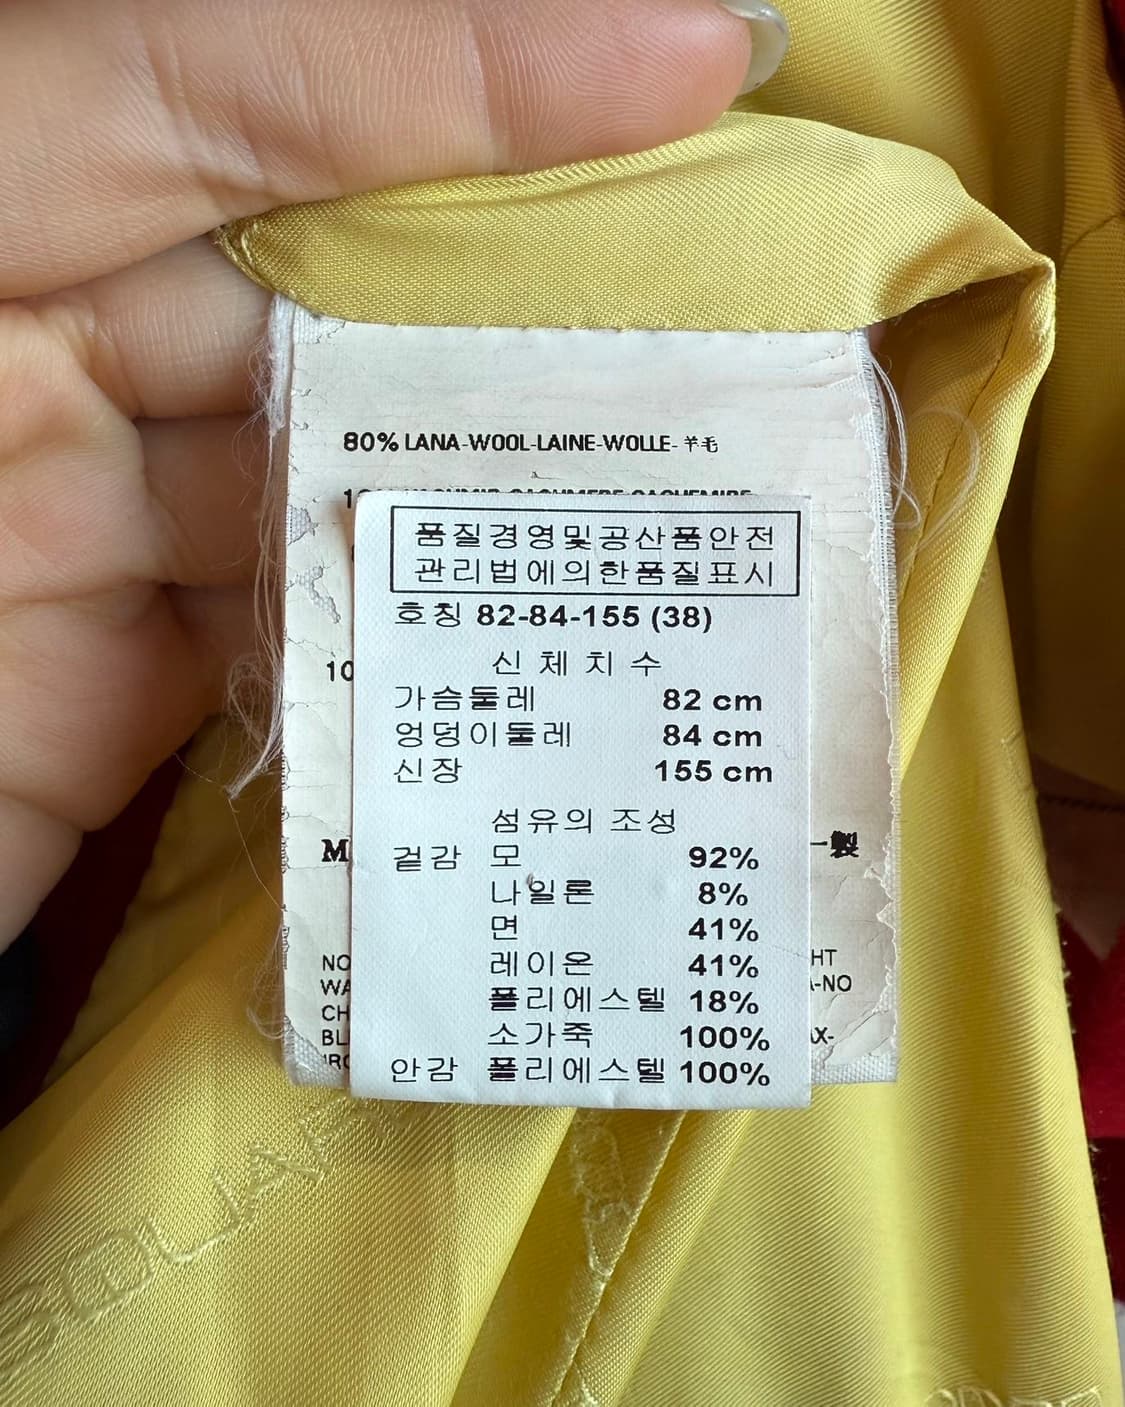 80% LANA-WOOL-LAINE-WOLLE- 羊毛
품질경영및공산품안전
관리법에의한품질표시
호칭 82-84-155 (38)
신체치수
가슴둘레 82 cm
엉덩이둘레 84 cm
신장 155 cm
섬유의 조성
겉감 모 92%
나일론 8%
면 41%
레이온 41%
폴리에스텔 18%
소가죽 100%
안감 폴리에스텔 100%